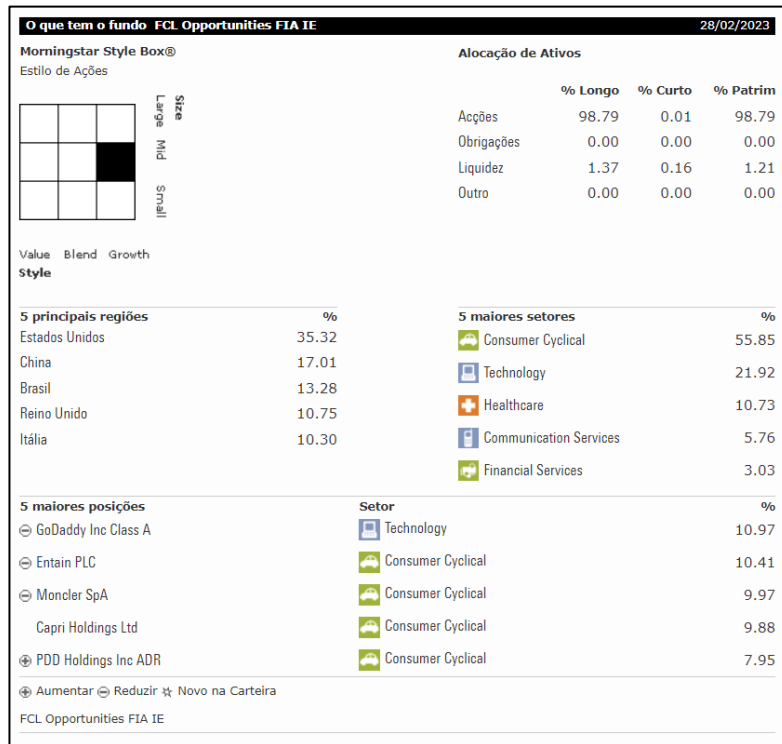 O que tem o fundo FCL Opportunities FIA IE 28/02/2023
Morningstar Style Box®
Estilo de Ações
Large Mid Small
Size
Value Blend Growth
Style
Alocação de Ativos
% Longo % Curto % Patrim
Acções 98.79 0.01 98.79
Obrigações 0.00 0.00 0.00
Liquidez 1.37 0.16 1.21
Outro 0.00 0.00 0.00
5 principais regiões %
Estados Unidos 35.32
China 17.01
Brasil 13.28
Reino Unido 10.75
Itália 10.30
5 maiores setores %
Consumer Cyclical 55.85
Technology 21.92
Healthcare 10.73
Communication Services 5.76
Financial Services 3.03
5 maiores posições Setor %
GoDaddy Inc Class A Technology 10.97
Entain PLC Consumer Cyclical 10.41
Moncler SpA Consumer Cyclical 9.97
Capri Holdings Ltd Consumer Cyclical 9.88
PDD Holdings Inc ADR Consumer Cyclical 7.95
Aumentar Reduzir Novo na Carteira
FCL Opportunities FIA IE